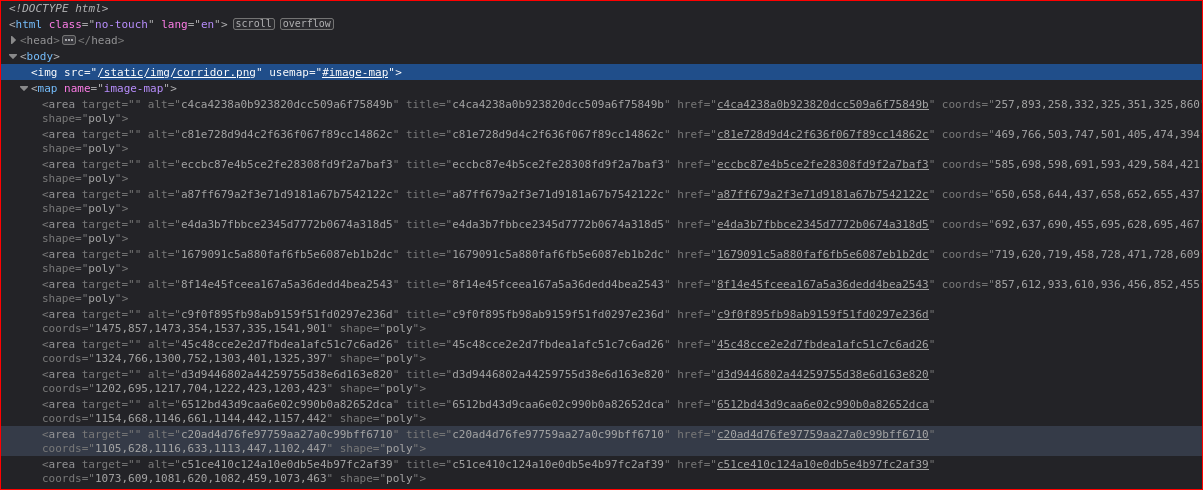 <!DOCTYPE html>
<html class="no-touch" lang="en"> scroll overflow
<head> ••• </head>
<body>
<img src="/static/img/corridor.png" usemap="#image-map">
<map name="image-map">
<area target="" alt="c4ca4238a0b923820dcc509a6f75849b" title="c4ca4238a0b923820dcc509a6f75849b" href="c4ca4238a0b923820dcc509a6f75849b" coords="257,893,258,332,325,351,325,860
shape="poly">
<area target="" alt="c81e728d9d4c2f636f067f89cc14862c" title="c81e728d9d4c2f636f067f89cc14862c" href="c81e728d9d4c2f636f067f89cc14862c" coords="469,766,503,747,501,405,474,394
shape="poly">
<area target="" alt="eccbc87e4b5ce2fe28308fd9f2a7baf3" title="eccbc87e4b5ce2fe28308fd9f2a7baf3" href="eccbc87e4b5ce2fe28308fd9f2a7baf3" coords="585,698,598,691,593,429,584,421
shape="poly">
<area target="" alt="a87ff679a2f3e71d9181a67b7542122c" title="a87ff679a2f3e71d9181a67b7542122c" href="a87ff679a2f3e71d9181a67b7542122c" coords="650,658,644,437,658,652,655,437
shape="poly">
<area target="" alt="e4da3b7fbbce2345d7772b0674a318d5" title="e4da3b7fbbce2345d7772b0674a318d5" href="e4da3b7fbbce2345d7772b0674a318d5" coords="692,637,690,455,695,628,695,467
shape="poly">
<area target="" alt="1679091c5a880faf6fb5e6087eb1b2dc" title="1679091c5a880faf6fb5e6087eb1b2dc" href="1679091c5a880faf6fb5e6087eb1b2dc" coords="719,620,719,458,728,471,728,609
shape="poly">
<area target="" alt="8f14e45fceea167a5a36dedd4bea2543" title="8f14e45fceea167a5a36dedd4bea2543" href="8f14e45fceea167a5a36dedd4bea2543" coords="857,612,933,610,936,456,852,455
shape="poly">
<area target="" alt="c9f0f895fb98ab9159f51fd0297e236d" title="c9f0f895fb98ab9159f51fd0297e236d" href="c9f0f895fb98ab9159f51fd0297e236d"
coords="1475,857,1473,354,1537,335,1541,901" shape="poly">
<area target="" alt="45c48cce2e2d7fbdea1afc51c7c6ad26" title="45c48cce2e2d7fbdea1afc51c7c6ad26" href="45c48cce2e2d7fbdea1afc51c7c6ad26"
coords="1324,766,1300,752,1303,401,1325,397" shape="poly">
<area target="" alt="d3d9446802a44259755d38e6d163e820" title="d3d9446802a44259755d38e6d163e820" href="d3d9446802a44259755d38e6d163e820"
coords="1202,695,1217,704,1222,423,1203,423" shape="poly">
<area target="" alt="6512bd43d9caa6e02c990b0a82652dca" title="6512bd43d9caa6e02c990b0a82652dca" href="6512bd43d9caa6e02c990b0a82652dca"
coords="1154,668,1146,661,1144,442,1157,442" shape="poly">
<area target="" alt="c20ad4d76fe97759aa27a0c99bff6710" title="c20ad4d76fe97759aa27a0c99bff6710" href="c20ad4d76fe97759aa27a0c99bff6710"
coords="1105,628,1116,633,1113,447,1102,447" shape="poly">
<area target="" alt="c51ce410c124a10e0db5e4b97fc2af39" title="c51ce410c124a10e0db5e4b97fc2af39" href="c51ce410c124a10e0db5e4b97fc2af39"
coords="1073,609,1081,620,1082,459,1073,463" shape="poly">